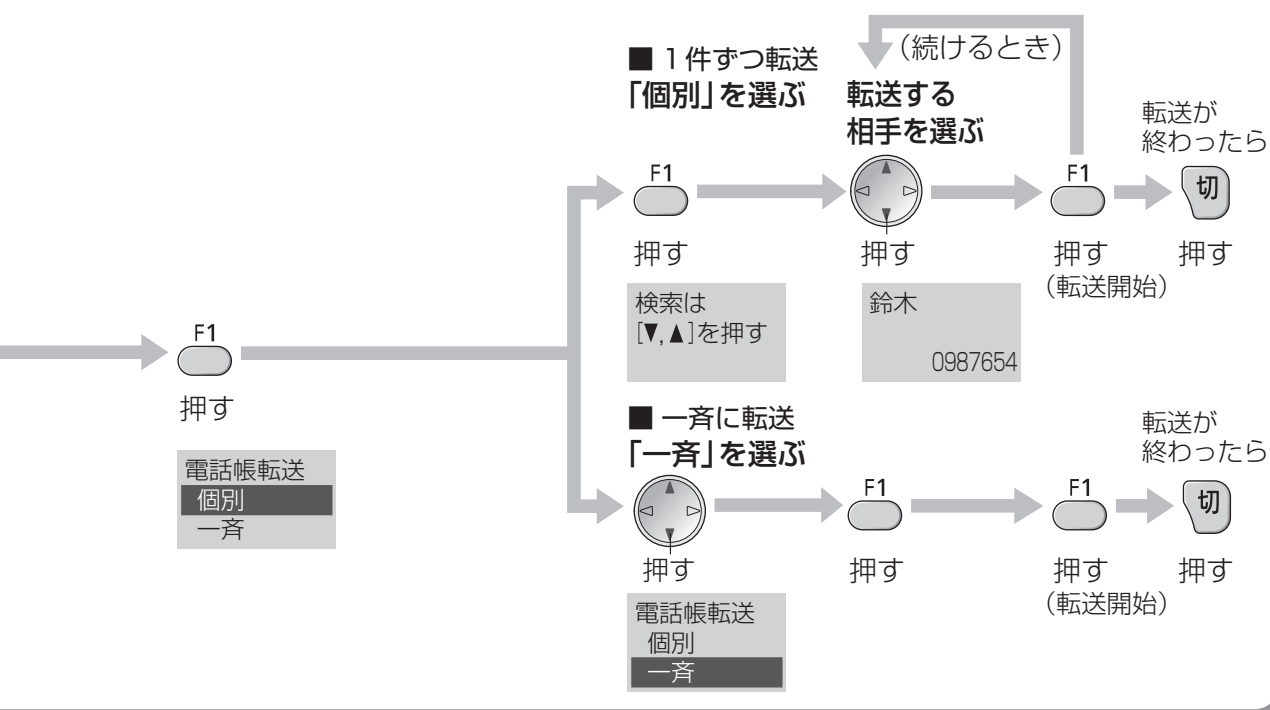 F1
押す
電話帳転送
個別
一斉
■ 1件ずつ転送
「個別」を選ぶ
F1
押す
検索は
[▼,▲]を押す
(続けるとき)
転送する
相手を選ぶ
押す
鈴木
0987654
F1
押す
(転送開始)
転送が
終わったら
切
押す
■ 一斉に転送
「一斉」を選ぶ
押す
電話帳転送
個別
一斉
F1
押す
F1
押す
(転送開始)
転送が
終わったら
切
押す